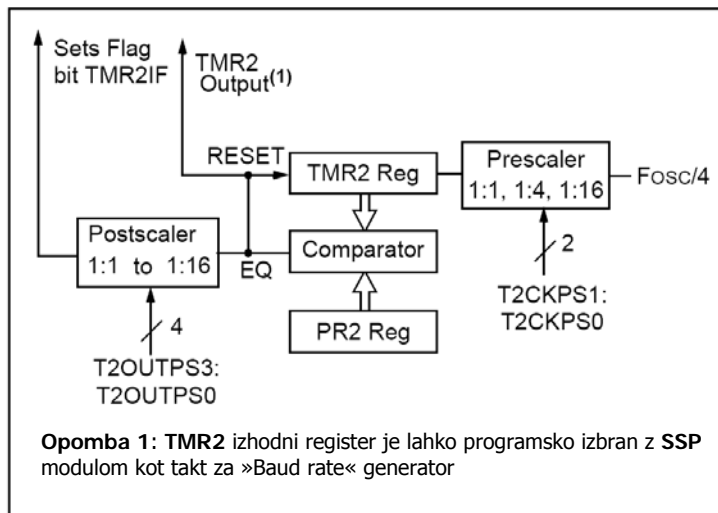 Sets Flag
bit TMR2IF
TMR2
Output(1)
RESET
TMR2 Reg
Prescaler
1:1, 1:4, 1:16
Fosc/4
Postscaler
1:1 to 1:16
EQ
Comparator
2
T2CKPS1:
T2CKPS0
4
PR2 Reg
T2OUTPS3:
T2OUTPS0
Opomba 1: TMR2 izhodni register je lahko programsko izbran z SSP
modulom kot takt za »Baud rate« generator